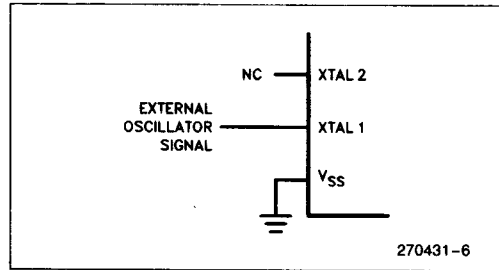 NC XTAL 2
EXTERNAL
OSCILLATOR XTAL 1
SIGNAL
VSS
270431-6